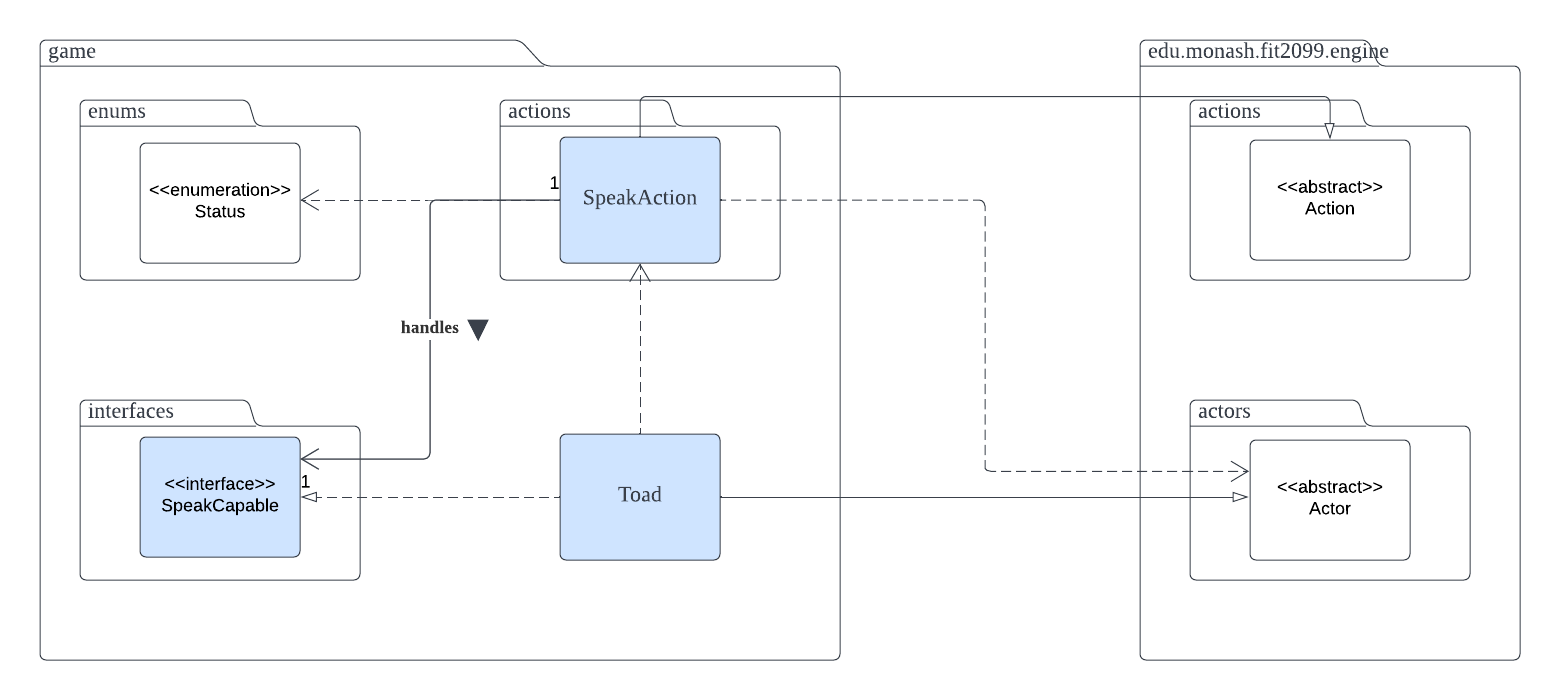 game
edu.monash.fit2099.engine
enums
actions
actions
<<enumeration>>
Status
1
SpeakAction
<<abstract>>
Action
handles
interfaces
actors
<<interface>>
SpeakCapable
1
Toad
<<abstract>>
Actor